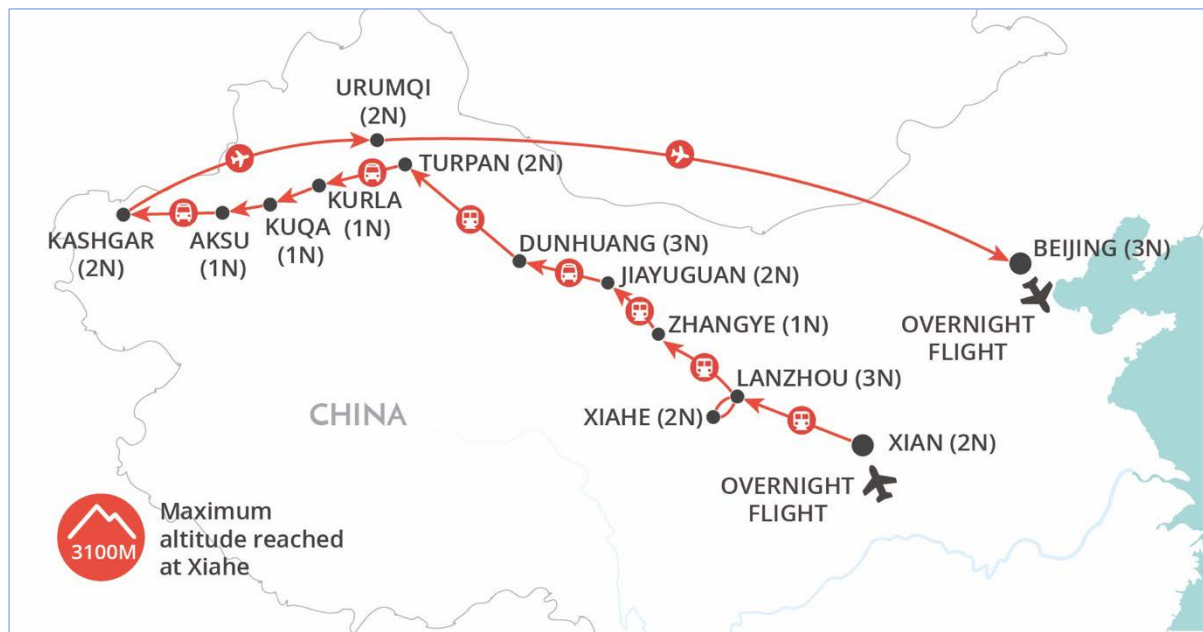 URUMQI
(2N)
TURPAN (2N)
KURLA
(1N)
KUQA
(1N)
AKSU
(1N)
KASHGAR
(2N)
DUNHUANG (3N)
JIAYUGUAN (2N)
ZHANGYE (1N)
LANZHOU (3N)
XIAHE (2N)
XIAN (2N)
OVERNIGHT
FLIGHT
BEIJING (3N)
OVERNIGHT
FLIGHT
CHINA
3100M
Maximum
altitude reached
at Xiahe